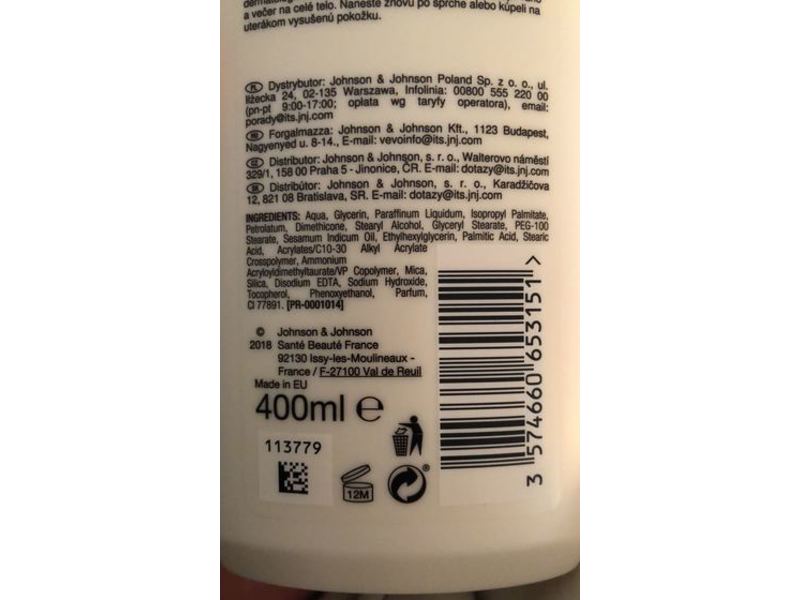 a večer na celé telo. Naneste znovu po sprche alebo kúpeli na
uterákom vysušenú pokožku.
PL Dystrybutor: Johnson & Johnson Poland Sp. z o. o., ul.
Iłżecka 24, 02-135 Warszawa, Infolinia: 00800 555 220 00
(pn-pt 9:00-17:00; opłata wg taryfy operatora), email:
porady@its.jnj.com
HU Forgalmazza: Johnson & Johnson Kft., 1123 Budapest,
Nagyenyed u. 8-14., E-mail: vevoinfo@its.jnj.com
CZ Distributor: Johnson & Johnson, s. r. o., Walterovo náměstí
329/1, 158 00 Praha 5 - Jinonice, ČR. E-mail: dotazy@its.jnj.com
SK Distribútor: Johnson & Johnson, s. r. o., Karadžičova
12, 821 08 Bratislava, SR. E-mail: dotazy@its.jnj.com
INGREDIENTS: Aqua, Glycerin, Paraffinum Liquidum, Isopropyl Palmitate,
Petrolatum, Dimethicone, Stearyl Alcohol, Glyceryl Stearate, PEG-100
Stearate, Sesamum Indicum Oil, Ethylhexylglycerin, Palmitic Acid, Stearic
Acid, Acrylates/C10-30 Alkyl Acrylate
Crosspolymer, Ammonium
Acryloyldimethyltaurate/VP Copolymer, Mica,
Silica, Disodium EDTA, Sodium Hydroxide,
Tocopherol, Phenoxyethanol, Parfum,
CI 77891. [PR-0001014]
© Johnson & Johnson
2018 Santé Beauté France
92130 Issy-les-Moulineaux -
France / F-27100 Val de Reuil
Made in EU
400ml e
113779
12M
®
3 574660 653151 >